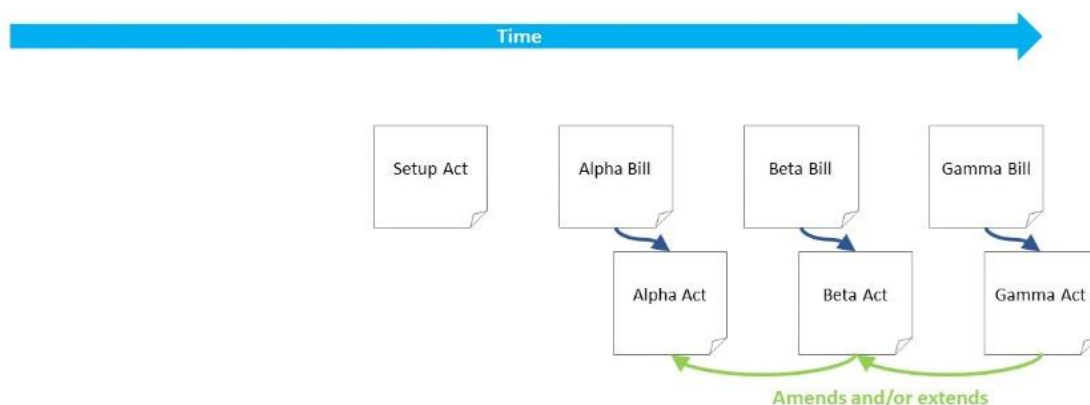 Time
Setup Act
Alpha Bill
Beta Bill
Gamma Bill
Alpha Act
Beta Act
Gamma Act
Amends and/or extends